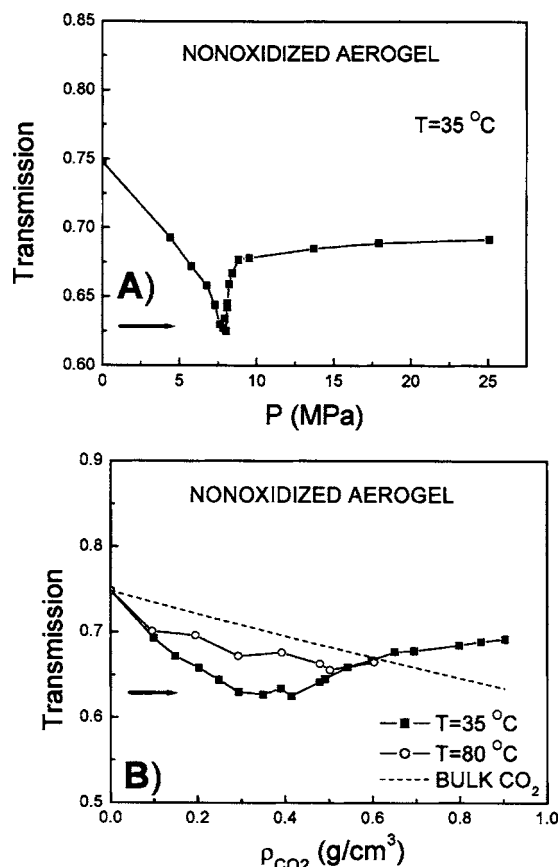 0.85
NONOXIDIZED AEROGEL
0.80
T=35 °C
0.75
Transmission
0.70
0.65
A)
0.60
0 5 10 15 20 25
P (MPa)
0.9
NONOXIDIZED AEROGEL
0.8
Transmission
0.7
0.6
T=35 °C
T=80 °C
BULK CO₂
B)
0.5
0.0 0.2 0.4 0.6 0.8 1.0
ρCO2 (g/cm³)